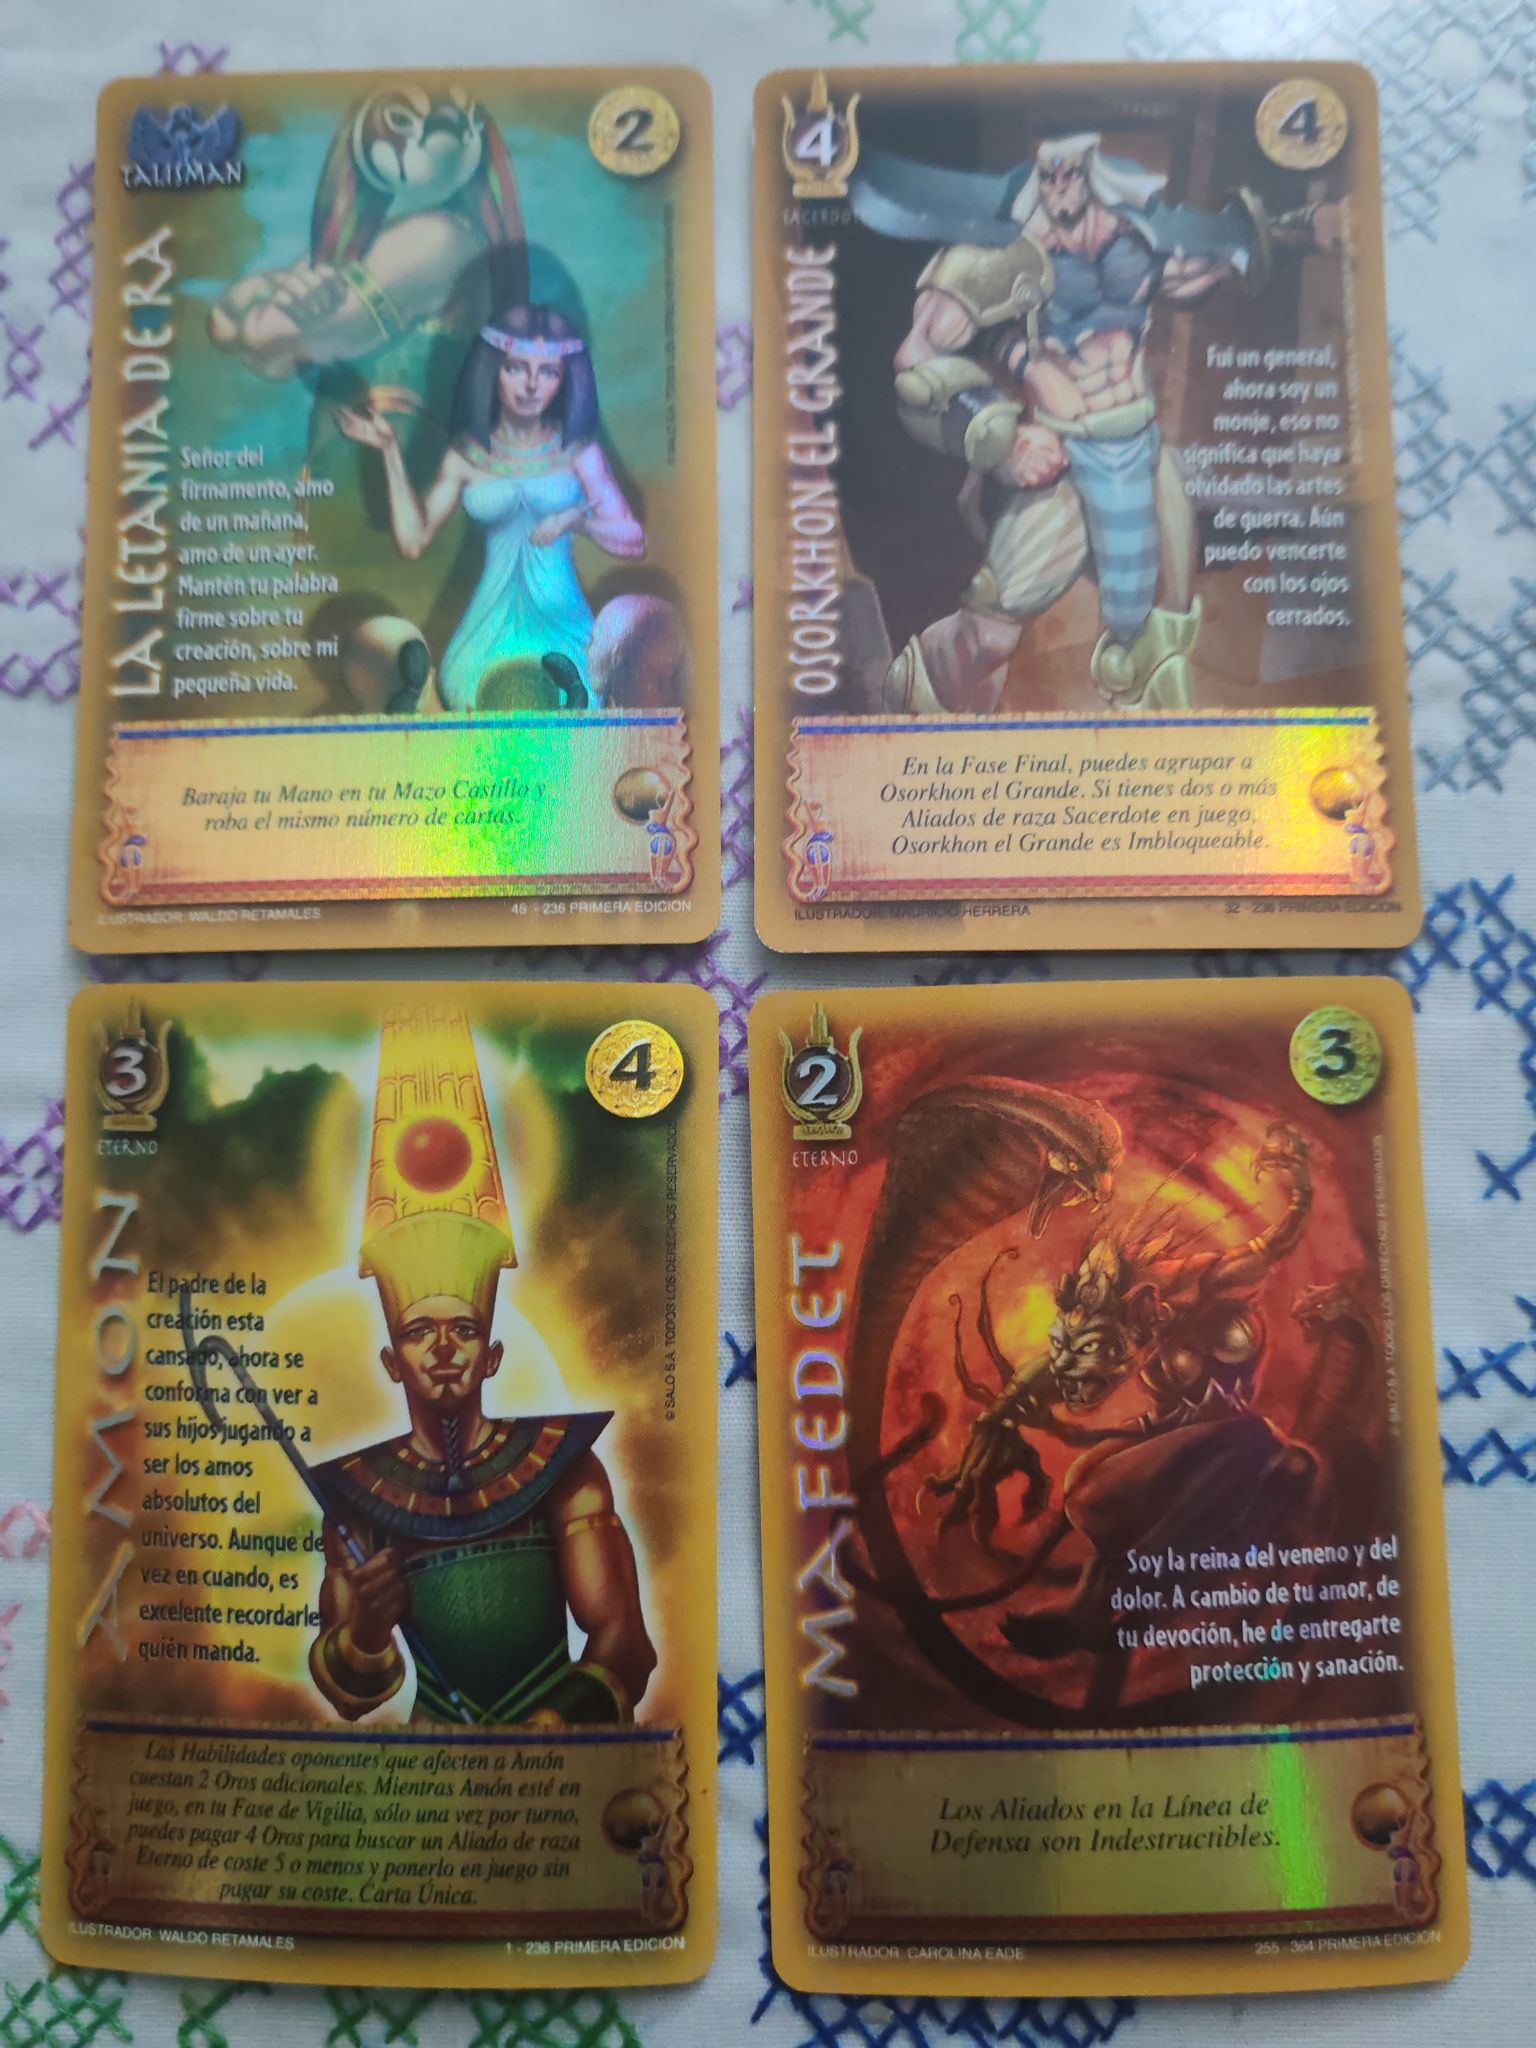 TALISMAN
2
LA LETANIA DE RA
Señor del
firmamento, amo
de un mañana,
amo de un ayer.
Mantén tu palabra
firme sobre tu
creación, sobre mi
pequeña vida.
Baraja tu Mano en tu Mazo Castillo y
roba el mismo número de cartas.
ILUSTRADOR: WALDO RETAMALES
49 - 236 PRIMERA EDICION
4
SACERDOTE
4
OSORKHON EL GRANDE
Fui un general,
ahora soy un
monje, eso no
significa que haya
olvidado las artes
de guerra. Aún
puedo vencerte
con los ojos
cerrados.
En la Fase Final, puedes agrupar a
Osorkhon el Grande. Si tienes dos o más
Aliados de raza Sacerdote en juego,
Osorkhon el Grande es Imbloqueable.
ILUSTRADOR: MAURICIO HERRERA
32 - 236 PRIMERA EDICION
3
ETERNO
4
AMON
El padre de la
creación esta
cansado, ahora se
conforma con ver a
sus hijos jugando a
ser los amos
absolutos del
universo. Aunque de
vez en cuando, es
excelente recordarle
quién manda.
© SALO S.A. TODOS LOS DERECHOS RESERVADOS
Las Habilidades oponentes que afecten a Amón
cuestan 2 Oros adicionales. Mientras Amón esté en
juego, en tu Fase de Vigilia, sólo una vez por turno,
puedes pagar 4 Oros para buscar un Aliado de raza
Eterno de coste 5 o menos y ponerlo en juego sin
pagar su coste. Carta Única.
ILUSTRADOR: WALDO RETAMALES
1 - 236 PRIMERA EDICION
2
ETERNO
3
MAFEDET
Soy la reina del veneno y del
dolor. A cambio de tu amor, de
tu devoción, he de entregarte
protección y sanación.
© SALO S.A. TODOS LOS DERECHOS RESERVADOS
Los Aliados en la Línea de
Defensa son Indestructibles.
ILUSTRADOR: CAROLINA EADE
255 - 364 PRIMERA EDICION